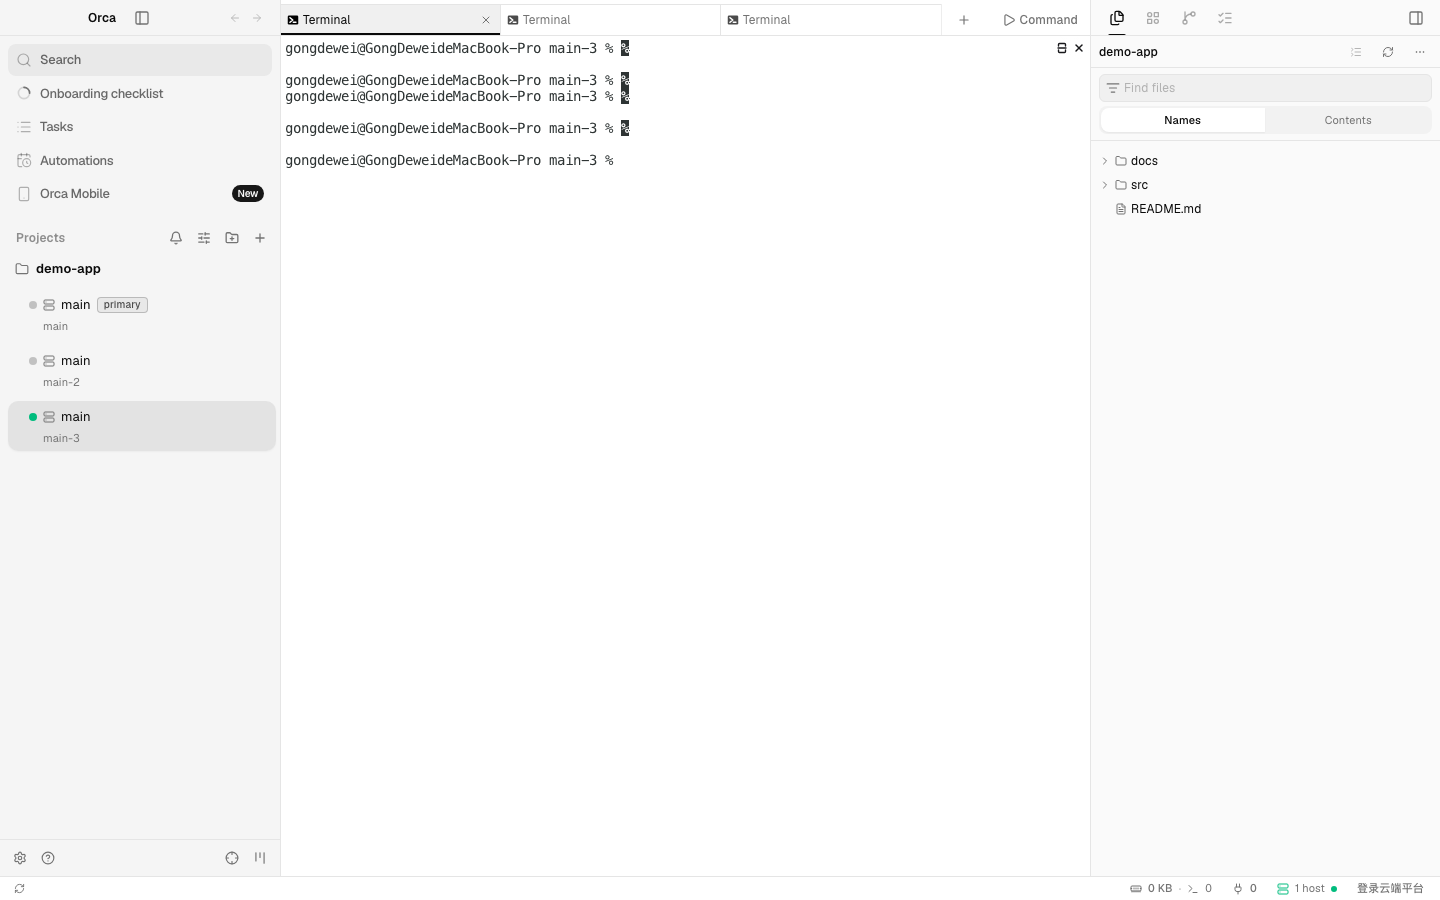 Orca
Search
Onboarding checklist
Tasks
Automations
Orca Mobile New
Projects
demo-app
main primary
main
main
main-2
main
main-3
Terminal
Terminal
Terminal
Command
gongdewei@GongDeweideMacBook-Pro main-3 % %
gongdewei@GongDeweideMacBook-Pro main-3 % %
gongdewei@GongDeweideMacBook-Pro main-3 % %
gongdewei@GongDeweideMacBook-Pro main-3 % %
gongdewei@GongDeweideMacBook-Pro main-3 %
demo-app
Find files
Names Contents
docs
src
README.md
0 KB · 0 0 1 host 登录云端平台